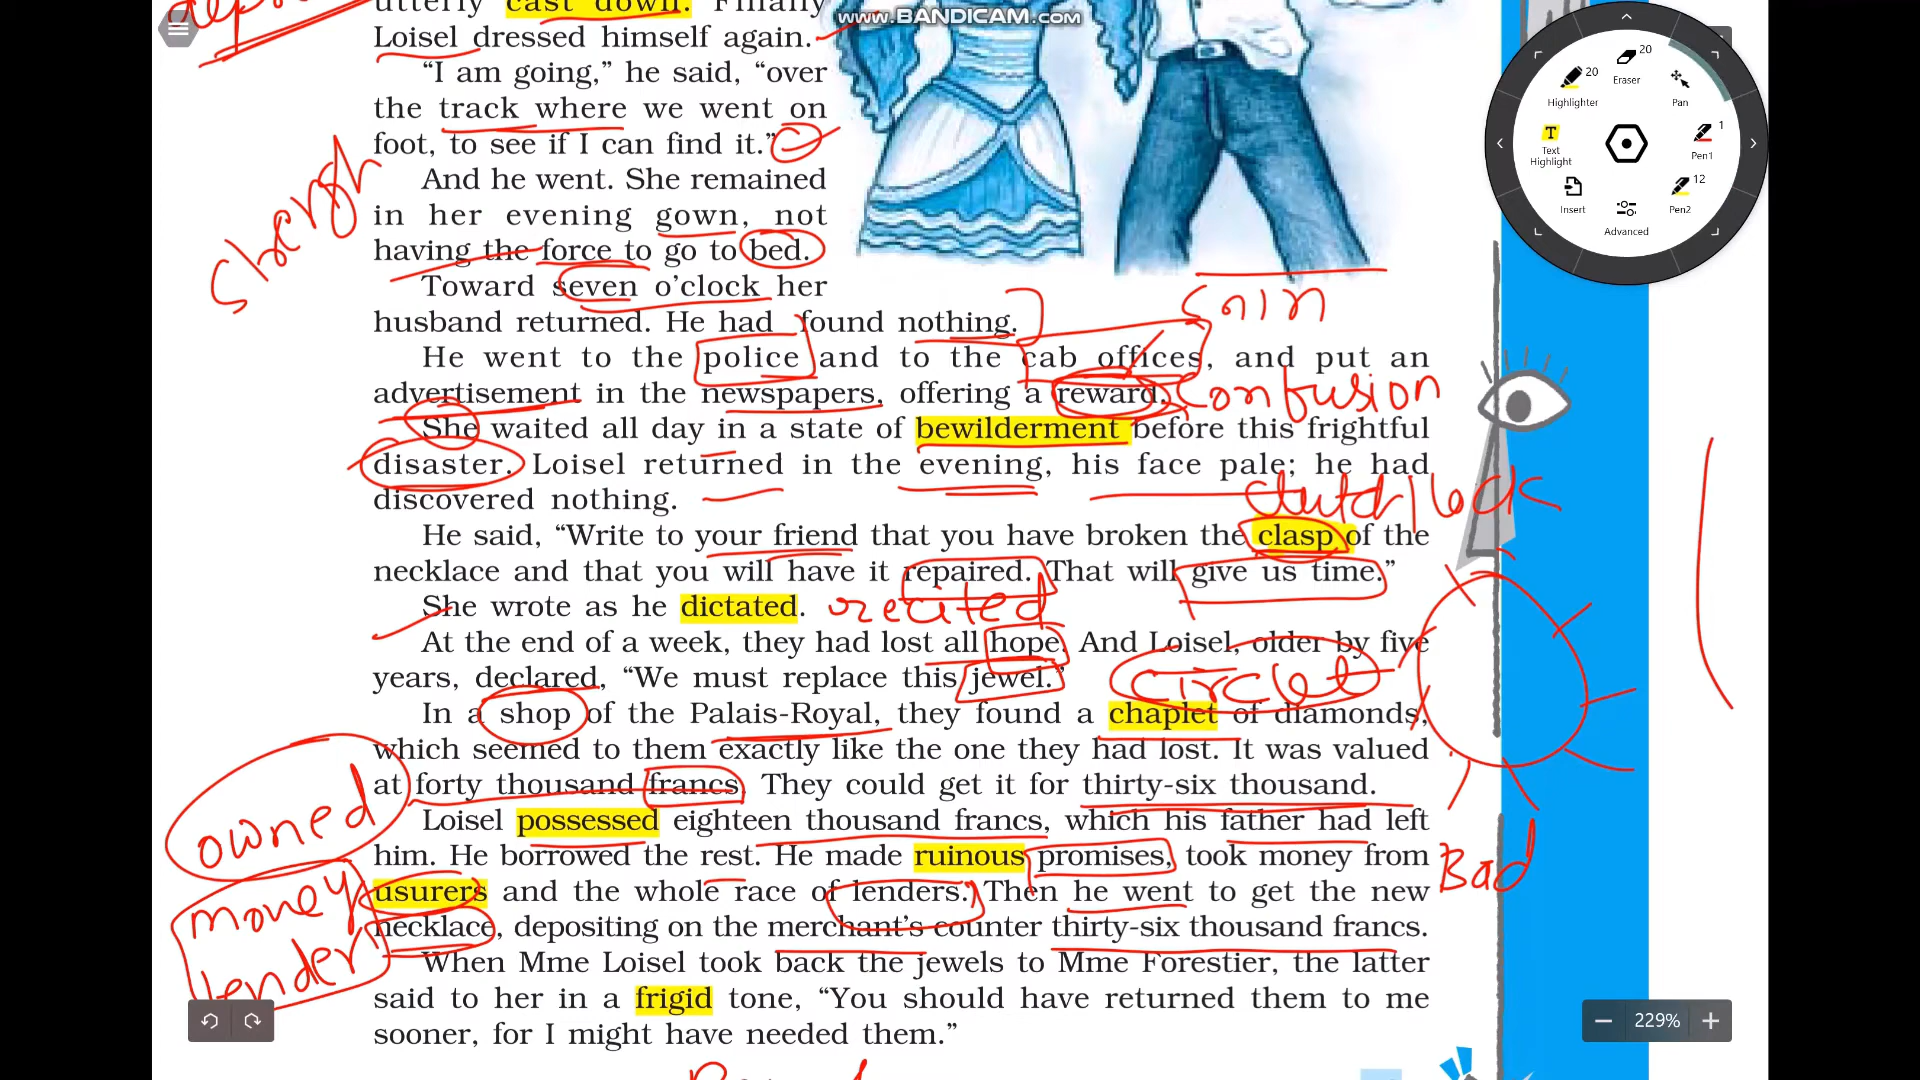 utterly cast down. Finally
Loisel dressed himself again.
“I am going,” he said, “over
the track where we went on
foot, to see if I can find it.”
And he went. She remained
in her evening gown, not
having the force to go to bed.
Toward seven o’clock her
husband returned. He had found nothing.
He went to the police and to the cab offices, and put an
advertisement in the newspapers, offering a reward.
She waited all day in a state of bewilderment before this frightful
disaster. Loisel returned in the evening, his face pale; he had
discovered nothing.
He said, “Write to your friend that you have broken the clasp of the
necklace and that you will have it repaired. That will give us time.”
She wrote as he dictated.
At the end of a week, they had lost all hope. And Loisel, older by five
years, declared, “We must replace this jewel.”
In a shop of the Palais-Royal, they found a chaplet of diamonds,
which seemed to them exactly like the one they had lost. It was valued
at forty thousand francs. They could get it for thirty-six thousand.
Loisel possessed eighteen thousand francs, which his father had left
him. He borrowed the rest. He made ruinous promises, took money from
usurers and the whole race of lenders. Then he went to get the new
necklace, depositing on the merchant’s counter thirty-six thousand francs.
When Mme Loisel took back the jewels to Mme Forestier, the latter
said to her in a frigid tone, “You should have returned them to me
sooner, for I might have needed them.”
www.BANDICAM.com
confusion
clutch/lock
recited
circlet
owned
money
lender
Bad
20
Eraser
20
Highlighter
Pan
T
Text
Highlight
1
Pen1
Insert
12
Pen2
Advanced
229%